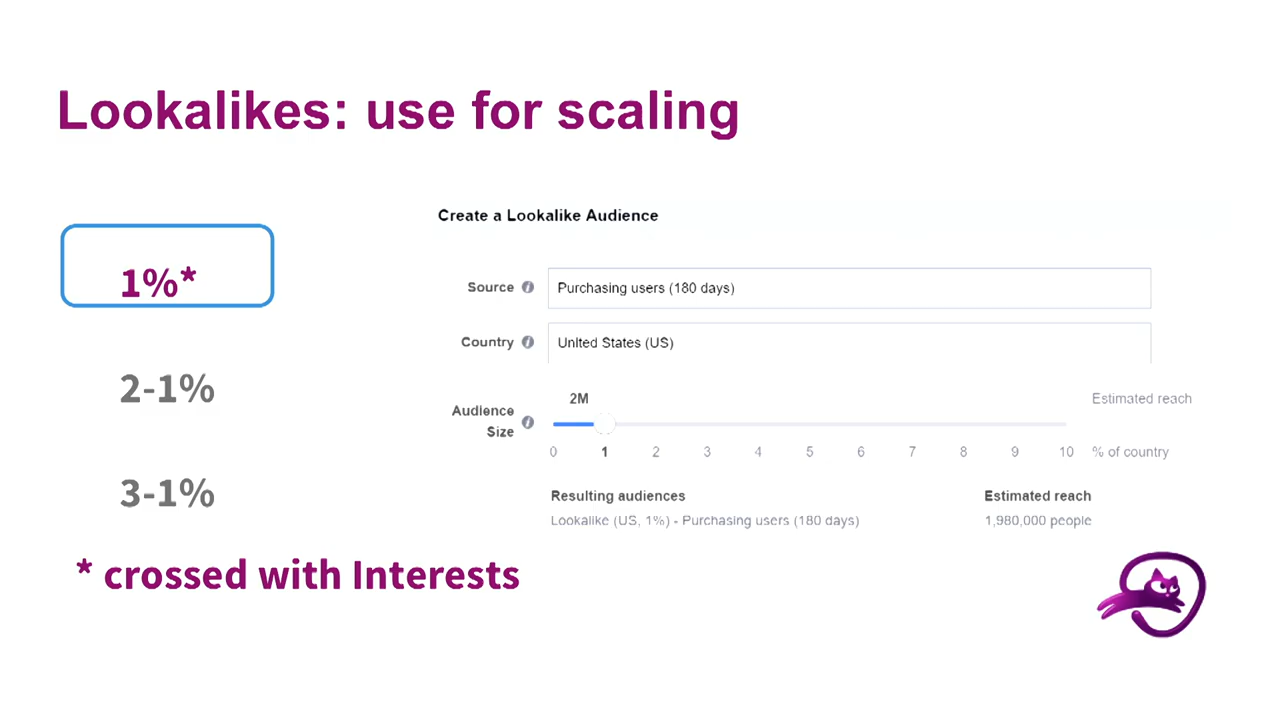 Lookalikes: use for scaling
1%*
2-1%
3-1%
* crossed with Interests
Create a Lookalike Audience
Source Purchasing users (180 days)
Country United States (US)
Audience Size
2M Estimated reach
0 1 2 3 4 5 6 7 8 9 10 % of country
Resulting audiences Estimated reach
Lookalike (US, 1%) - Purchasing users (180 days) 1,980,000 people